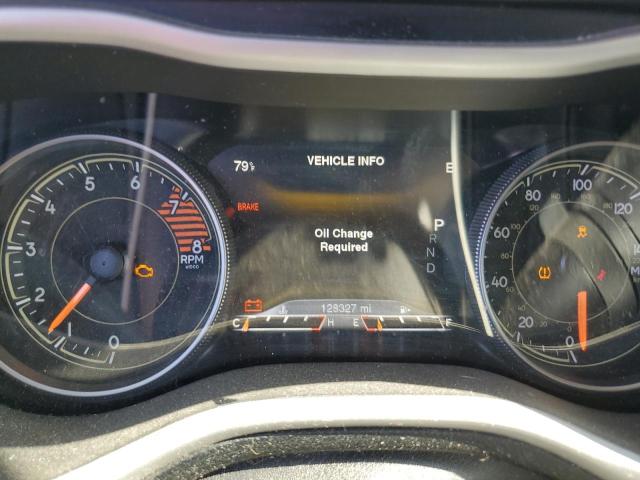 79°F VEHICLE INFO E
BRAKE
Oil Change
Required
P
R
N
D
128327 mi
C H E F
0 1 2 3 4 5 6 7 8
RPM
x1000
0 20 40 60 80 100 120